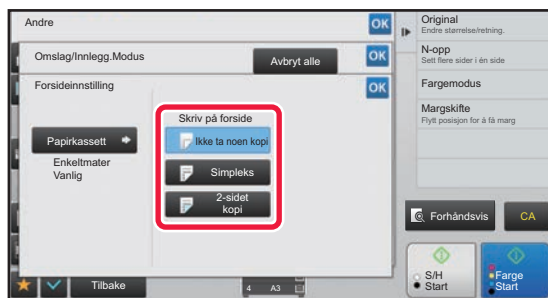 Andre
OK
Omslag/Innlegg.Modus
Avbryt alle
OK
Forsideinnstilling
OK
Skriv på forside
Papirkassett
Enkeltmater
Vanlig
Ikke ta noen kopi
Simpleks
2-sidet
kopi
Tilbake
4 A3
Original
Endre størrelse/retning.
N-opp
Sett flere sider i én side
Fargemodus
Margskifte
Flytt posisjon for å få marg
Forhåndsvis
CA
S/H
Start
Farge
Start